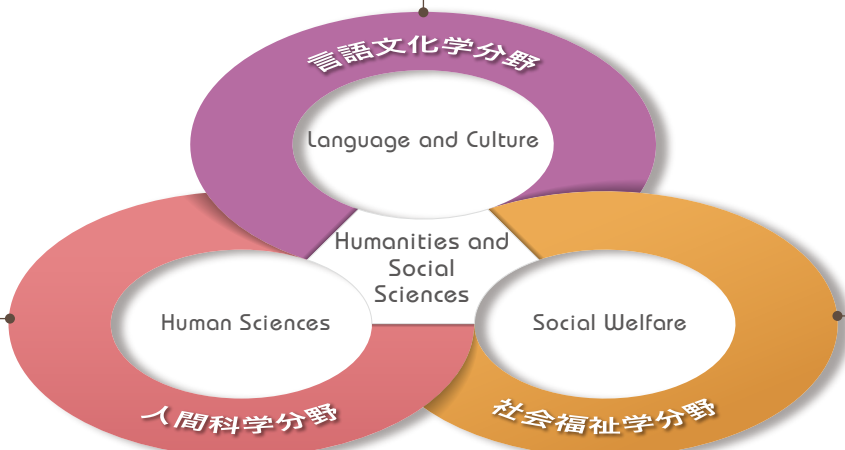 言語文化学分野
Language and Culture
Humanities and
Social
Sciences
Human Sciences
Social Welfare
人間科学分野
社会福祉学分野